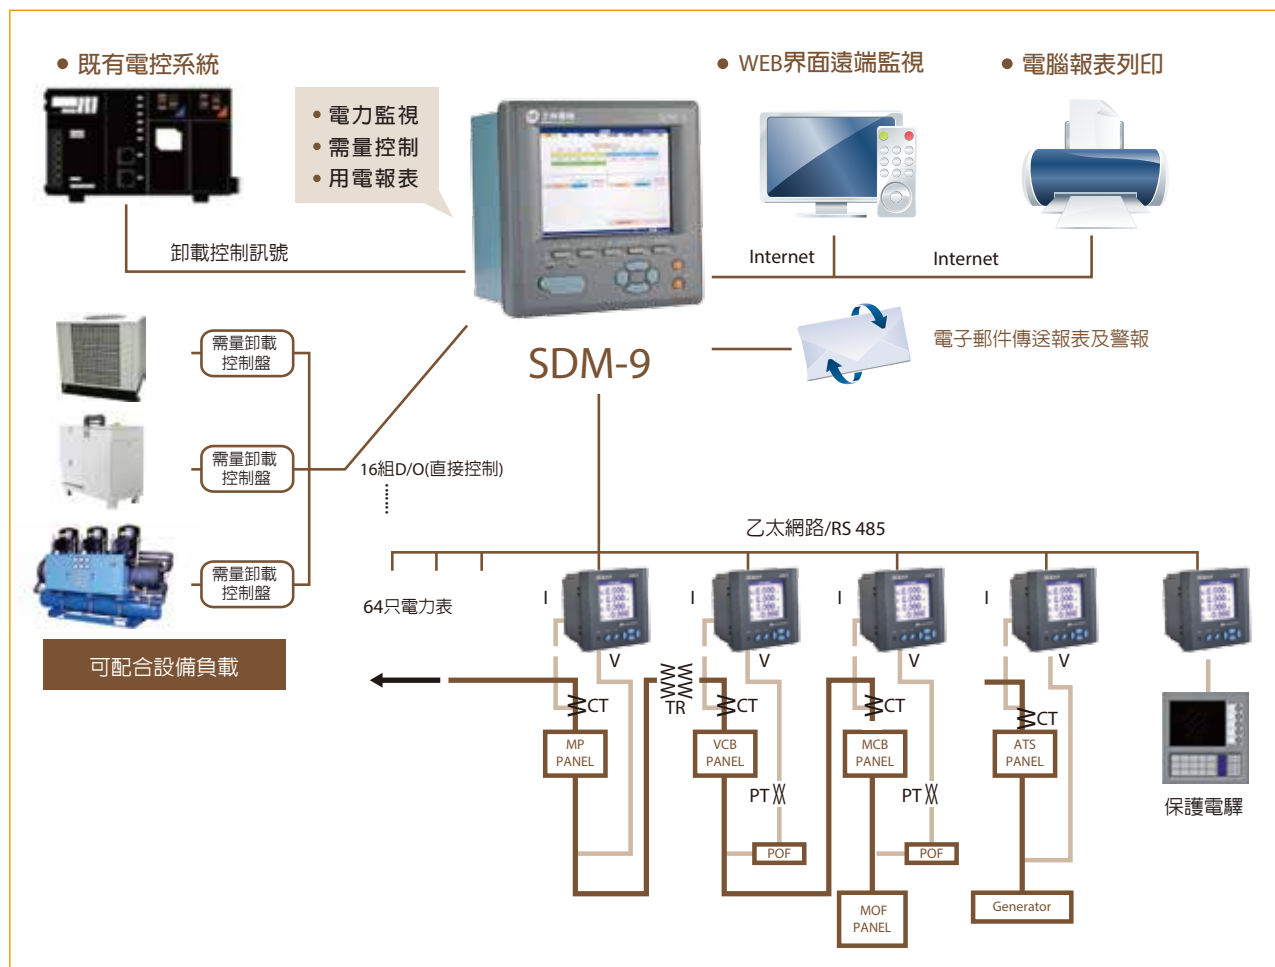 • 既有電控系統
• WEB界面遠端監視
• 電腦報表列印
• 電力監視
• 需量控制
• 用電報表
卸載控制訊號
Internet
Internet
電子郵件傳送報表及警報
SDM-9
需量卸載
控制盤
需量卸載
控制盤
需量卸載
控制盤
16組D/O(直接控制)
乙太網路/RS 485
64只電力表
可配合設備負載
I
I
I
I
V
V
V
V
CT
TR
CT
CT
CT
MP
PANEL
VCB
PANEL
MCB
PANEL
ATS
PANEL
PT
PT
保護電驛
POF
POF
MOF
PANEL
Generator